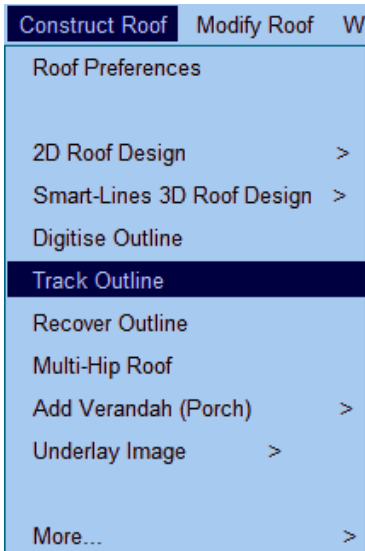 Construct Roof Modify Roof W
Roof Preferences
2D Roof Design >
Smart-Lines 3D Roof Design >
Digitise Outline
Track Outline
Recover Outline
Multi-Hip Roof
Add Verandah (Porch) >
Underlay Image >
More... >